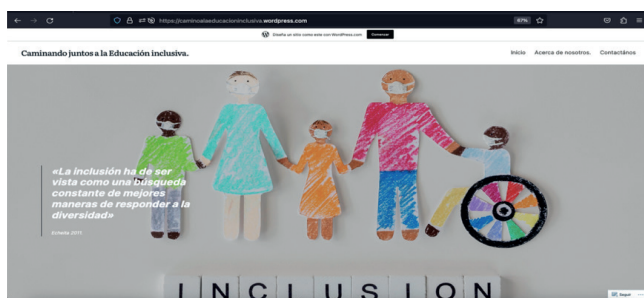 https://caminoalaeducacioninclusiva.wordpress.com
67%
Diseña un sitio como este con WordPress.com
Comenzar
Caminando juntos a la Educación inclusiva.
Inicio Acerca de nosotros. Contactános
«La inclusión ha de ser
vista como una búsqueda
constante de mejores
maneras de responder a la
diversidad»
Echeita 2011
INCLUSION
Seguir